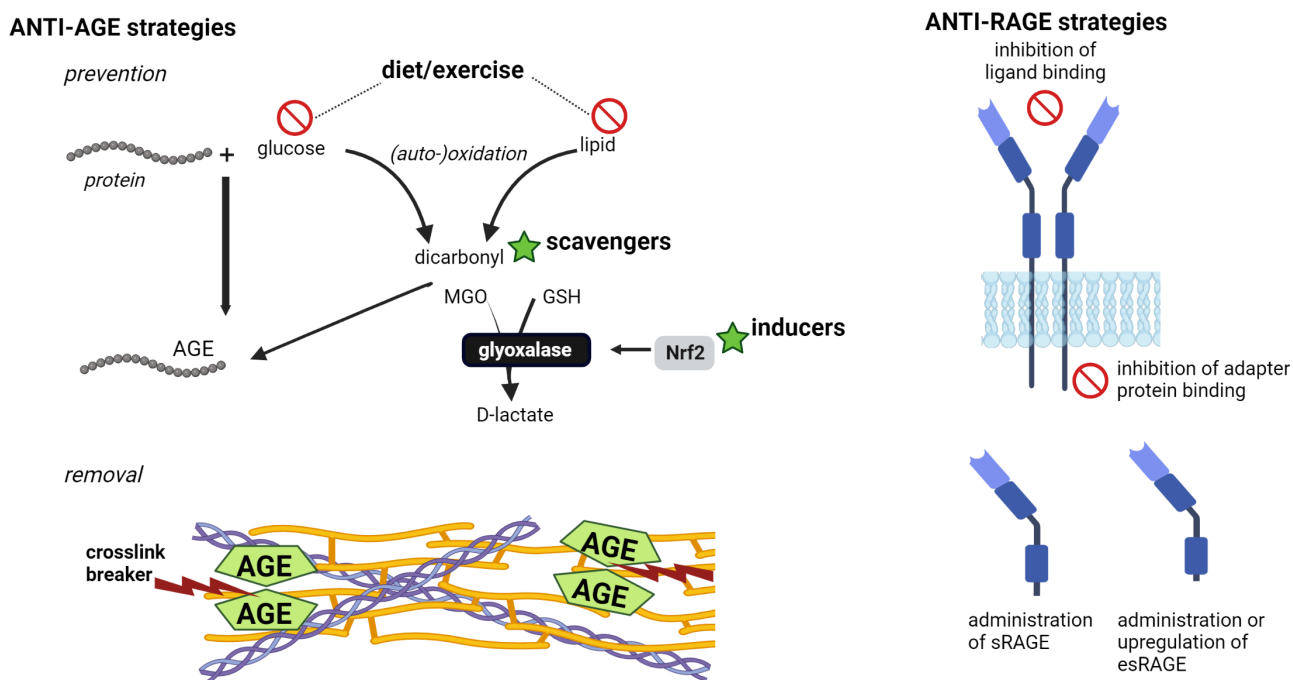 ANTI-AGE strategies
prevention
diet/exercise
protein
+
glucose
(auto-)oxidation
lipid
dicarbonyl
scavengers
MGO
GSH
glyoxalase
Nrf2
inducers
D-lactate
AGE
removal
crosslink
breaker
AGE
AGE
AGE
AGE
ANTI-RAGE strategies
inhibition of
ligand binding
inhibition of adapter
protein binding
administration
of sRAGE
administration or
upregulation of
esRAGE